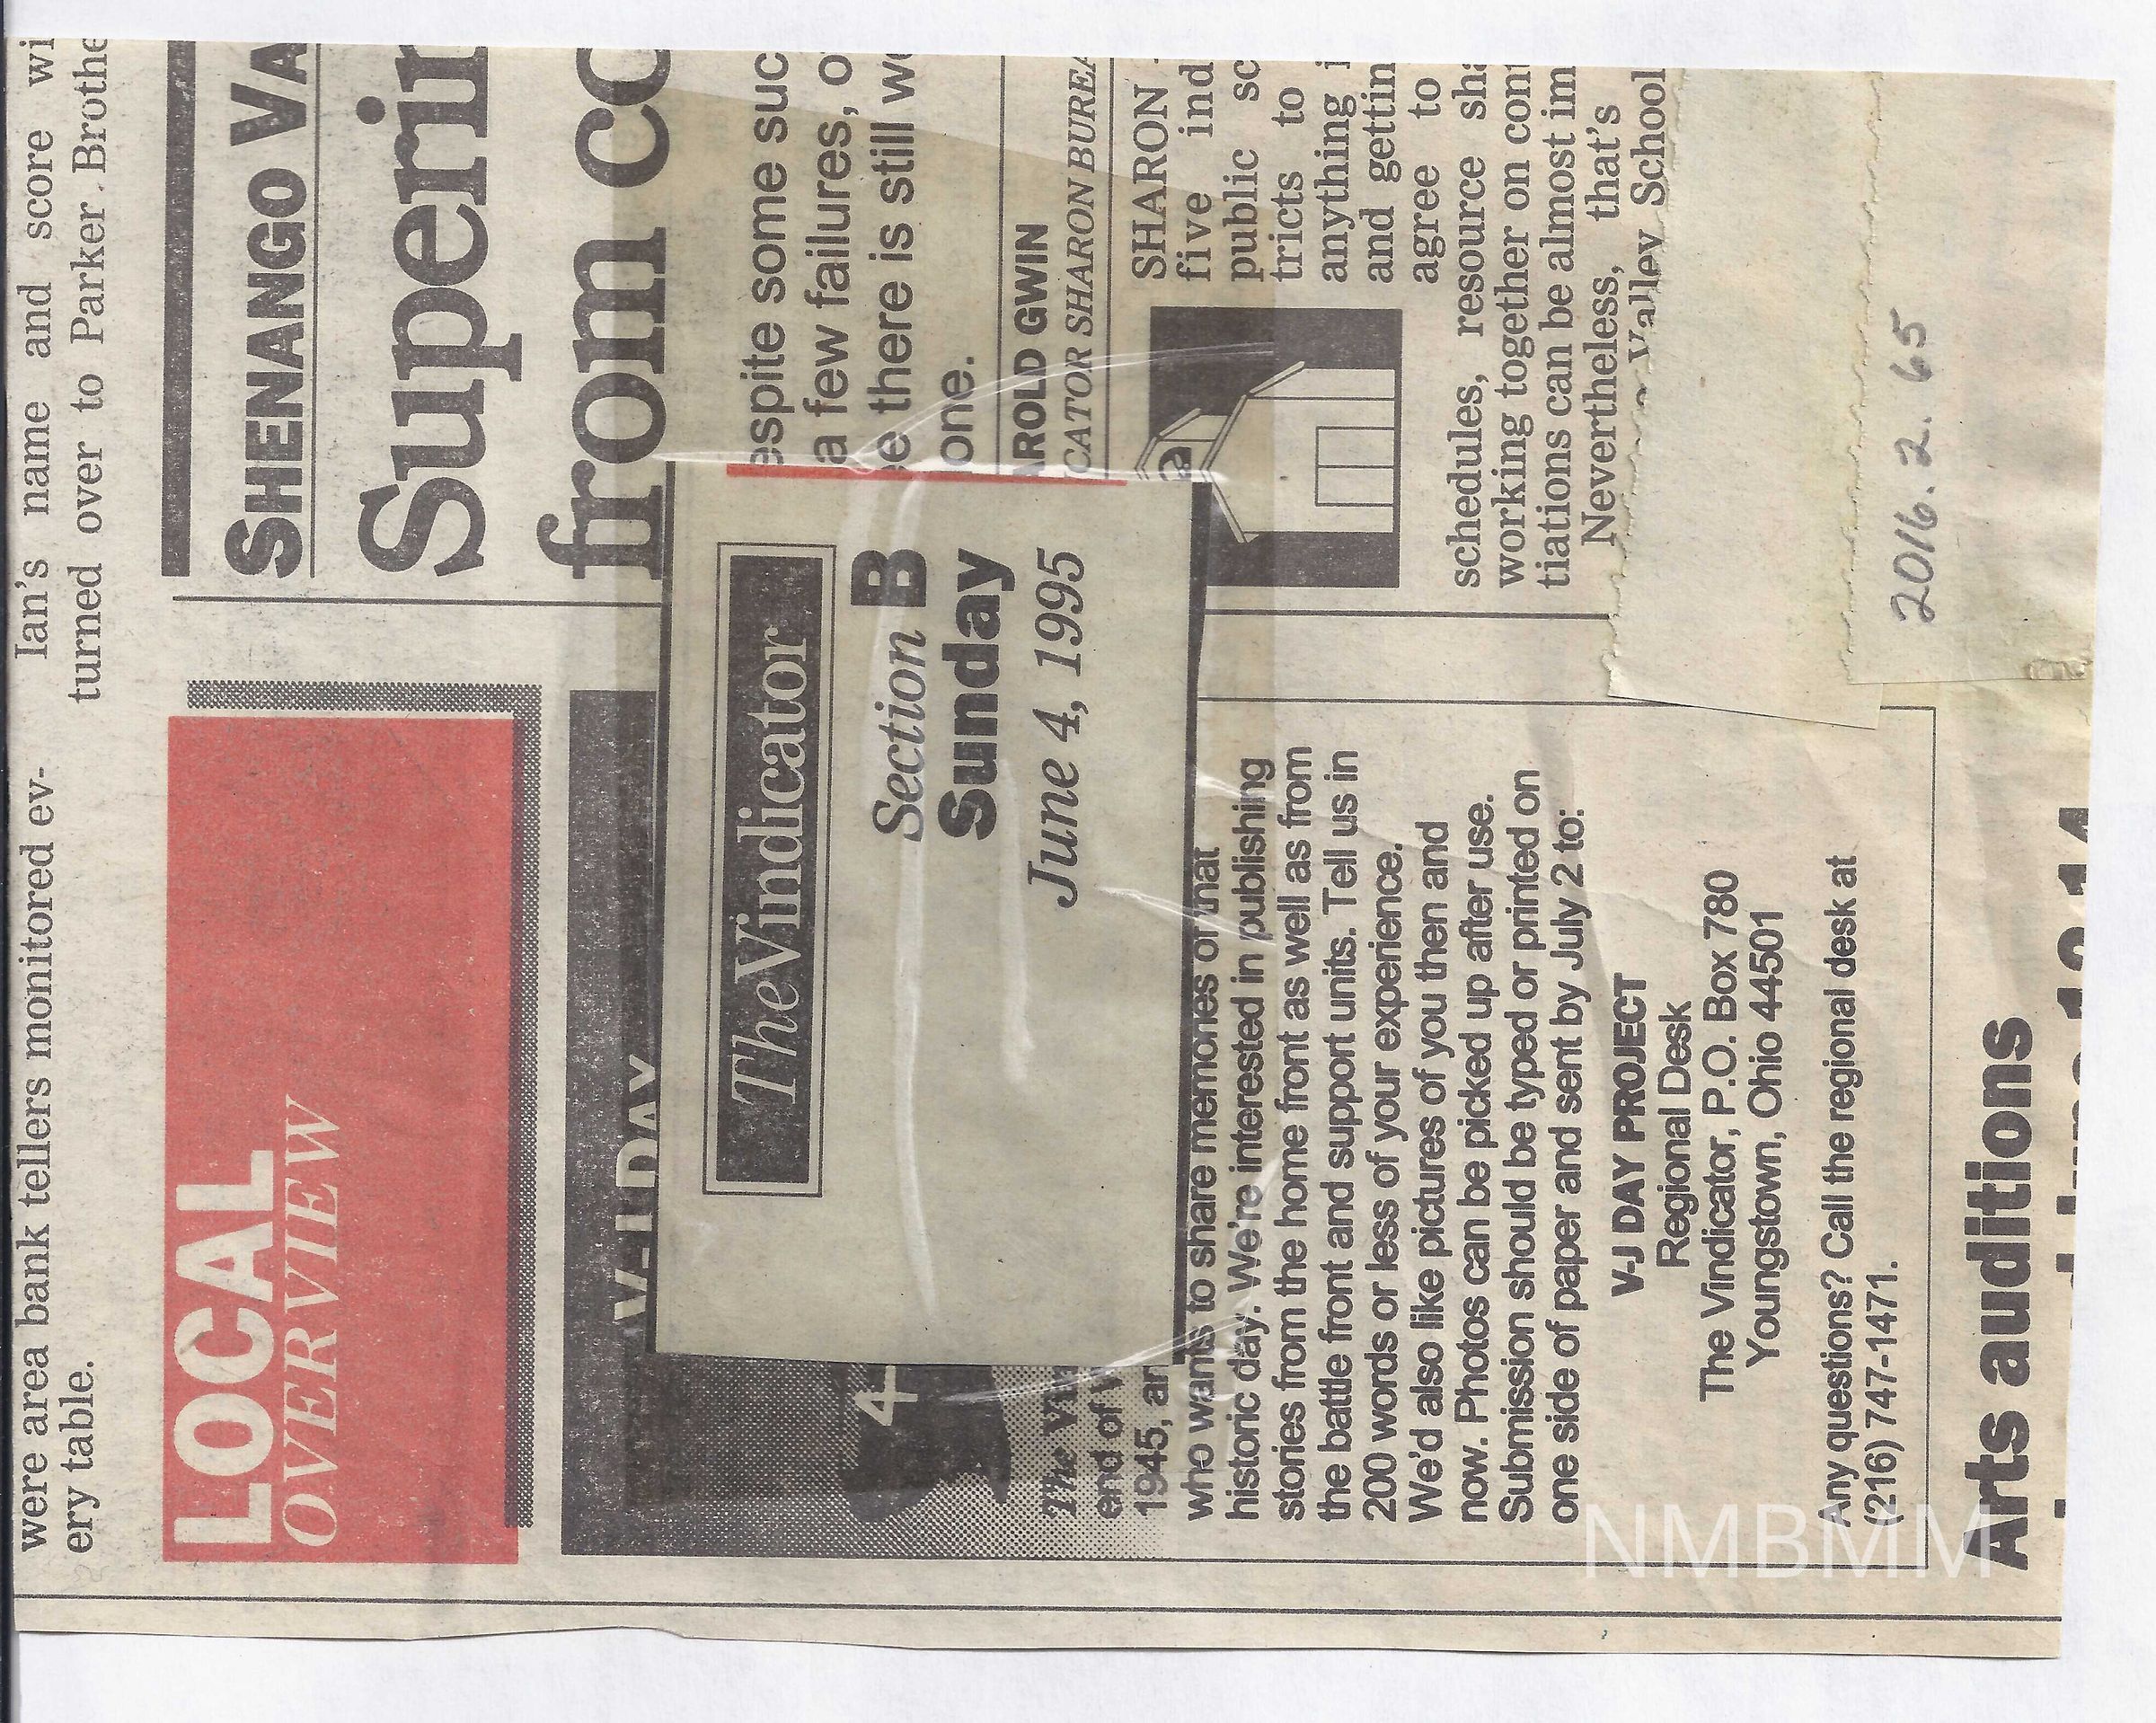 were area bank tellers monitored ev-
ery table.
Ian's name and score wi
turned over to Parker Brothe
LOCAL
OVERVIEW
V-J DAY
4
The
end of
1945, an
who wants to share memories of that
historic day. We're interested in publishing
stories from the home front as well as from
the battle front and support units. Tell us in
200 words or less of your experience.
We'd also like pictures of you then and
now. Photos can be picked up after use.
Submission should be typed or printed on
one side of paper and sent by July 2 to:
V-J DAY PROJECT
Regional Desk
The Vindicator, P.O. Box 780
Youngstown, Ohio 44501
Any questions? Call the regional desk at
(216) 747-1471.
Arts auditions
The Vindicator
Section B
Sunday
June 4, 1995
SHENANGO VA
Superin
from co
espite some suc
a few failures, o
e there is still wo
one.
AROLD GWIN
CATOR SHARON BUREA
SHARON
five ind
public sc
tricts to
anything i
and gettin
agree to
schedules, resource sha
working together on cont
tiations can be almost im
Nevertheless, that's
Valley School
2016.2.65
NMBMM